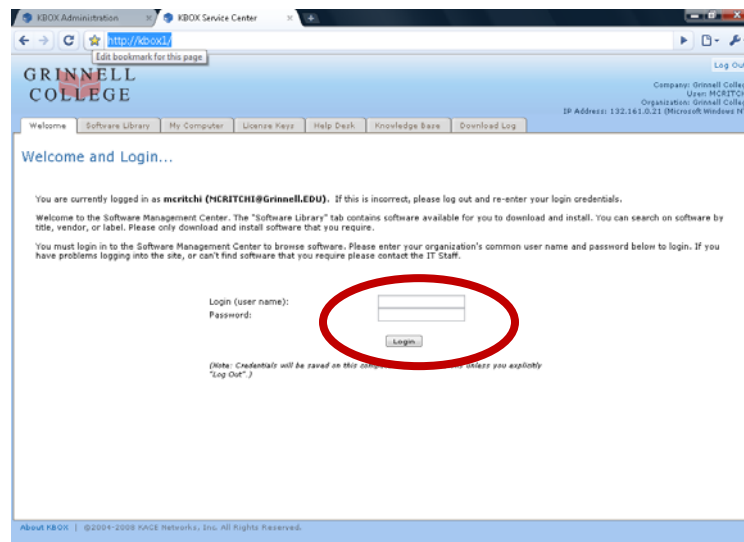 KBOX Administration
KBOX Service Center
http://kbox1/
Edit bookmark for this page
Log Out
GRINNELL
COLLEGE
Company: Grinnell Colleg
User: MCRITCH
Organization: Grinnell Colleg
IP Address: 132.161.0.21 (Microsoft Windows N
Welcome
Software Library
My Computer
License Keys
Help Desk
Knowledge Base
Download Log
Welcome and Login...
You are currently logged in as mcritchi (MCRITCHI@Grinnell.EDU). If this is incorrect, please log out and re-enter your login credentials.
Welcome to the Software Management Center. The "Software Library" tab contains software available for you to download and install. You can search on software by
title, vendor, or label. Please only download and install software that you require.
You must login in to the Software Management Center to browse software. Please enter your organization's common user name and password below to login. If you
have problems logging into the site, or can't find software that you require please contact the IT Staff.
Login (user name):
Password:
Login
(Note: Credentials will be saved on this unless you explicitly
"Log Out".)
About KBOX | ©2004-2008 KACE Networks, Inc. All Rights Reserved.